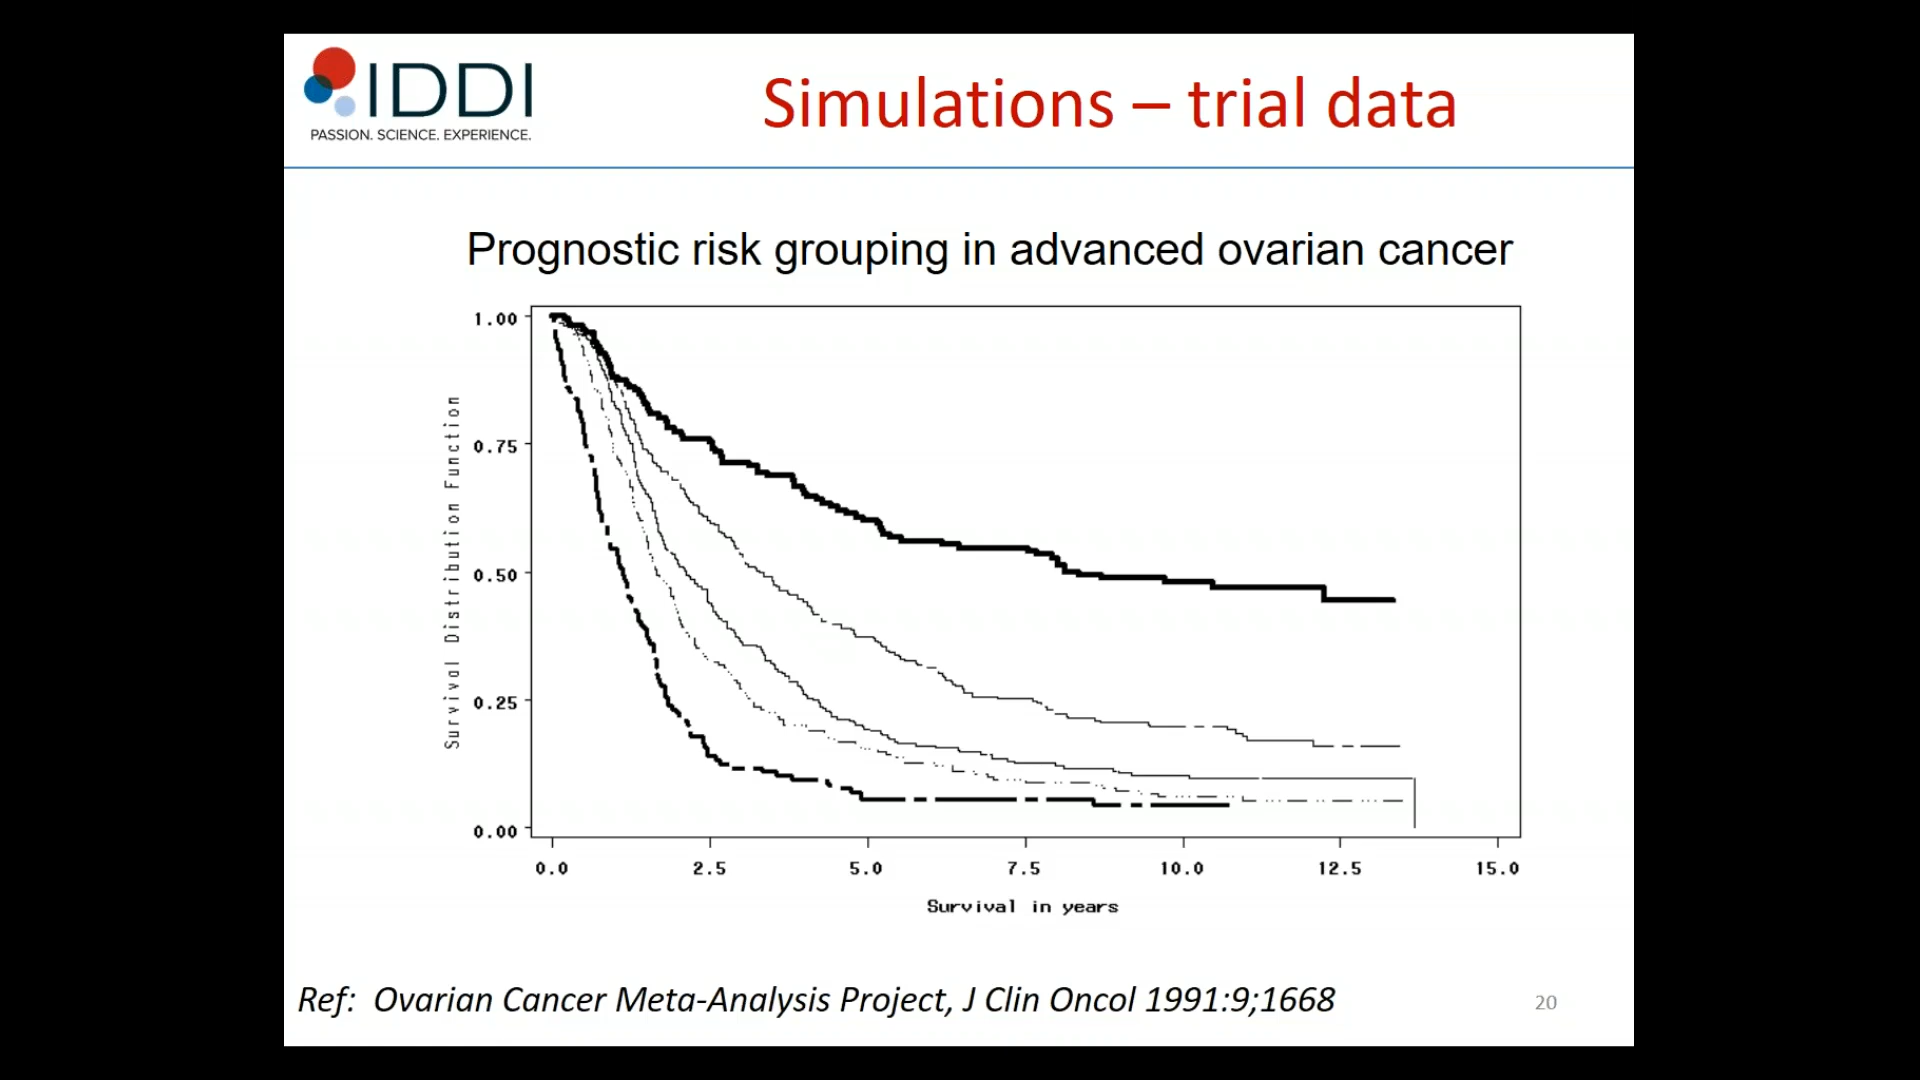 IDDI
PASSION. SCIENCE. EXPERIENCE.
Simulations – trial data
Prognostic risk grouping in advanced ovarian cancer
Survival Distribution Function
1.00
0.75
0.50
0.25
0.00
0.0 2.5 5.0 7.5 10.0 12.5 15.0
Survival in years
Ref: Ovarian Cancer Meta-Analysis Project, J Clin Oncol 1991:9;1668
20